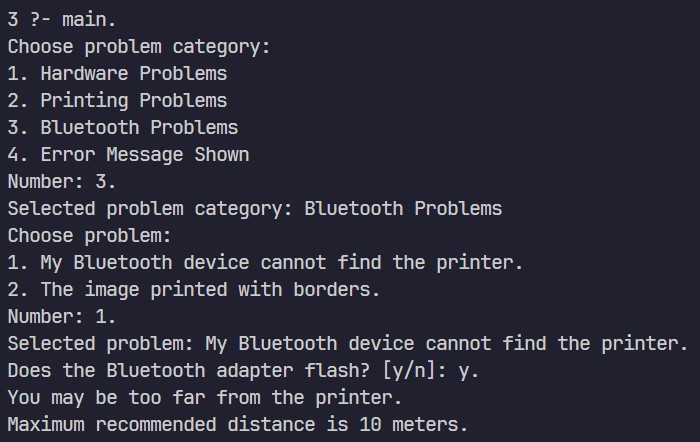 3 ?- main.
Choose problem category:
1. Hardware Problems
2. Printing Problems
3. Bluetooth Problems
4. Error Message Shown
Number: 3.
Selected problem category: Bluetooth Problems
Choose problem:
1. My Bluetooth device cannot find the printer.
2. The image printed with borders.
Number: 1.
Selected problem: My Bluetooth device cannot find the printer.
Does the Bluetooth adapter flash? [y/n]: y.
You may be too far from the printer.
Maximum recommended distance is 10 meters.